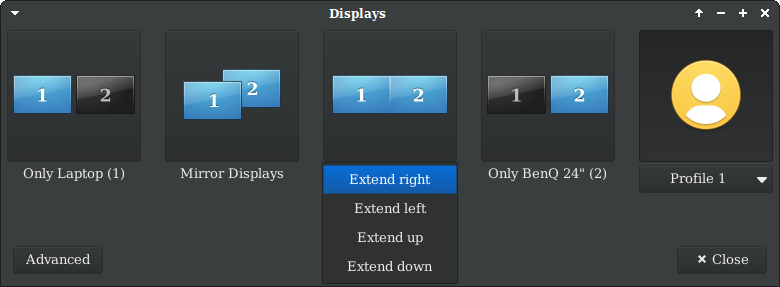 Displays
1 2
1 2
1 2
1 2
Only Laptop (1)
Mirror Displays
Extend right
Only BenQ 24" (2)
Profile 1
Extend left
Extend up
Extend down
Advanced
Close